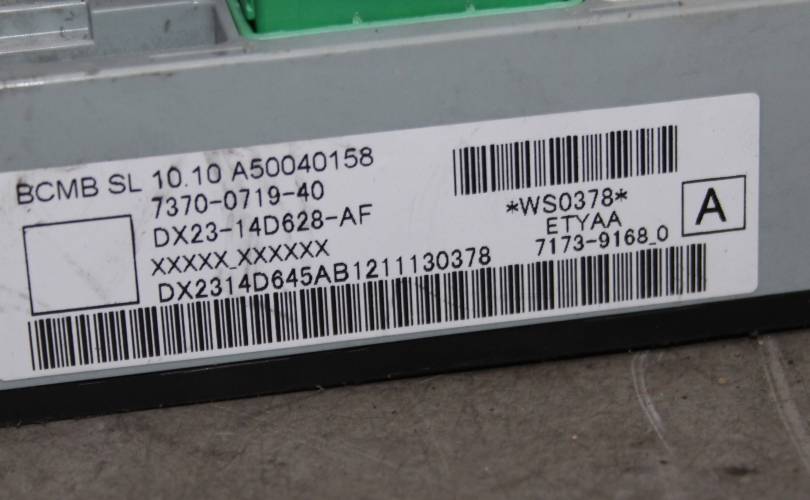 BCMB SL 10.10 A50040158
7370-0719-40
DX23-14D628-AF
XXXXX_XXXXXX
DX2314D645AB1211130378
*WS0378*
ETYAA
7173-9168_0
A